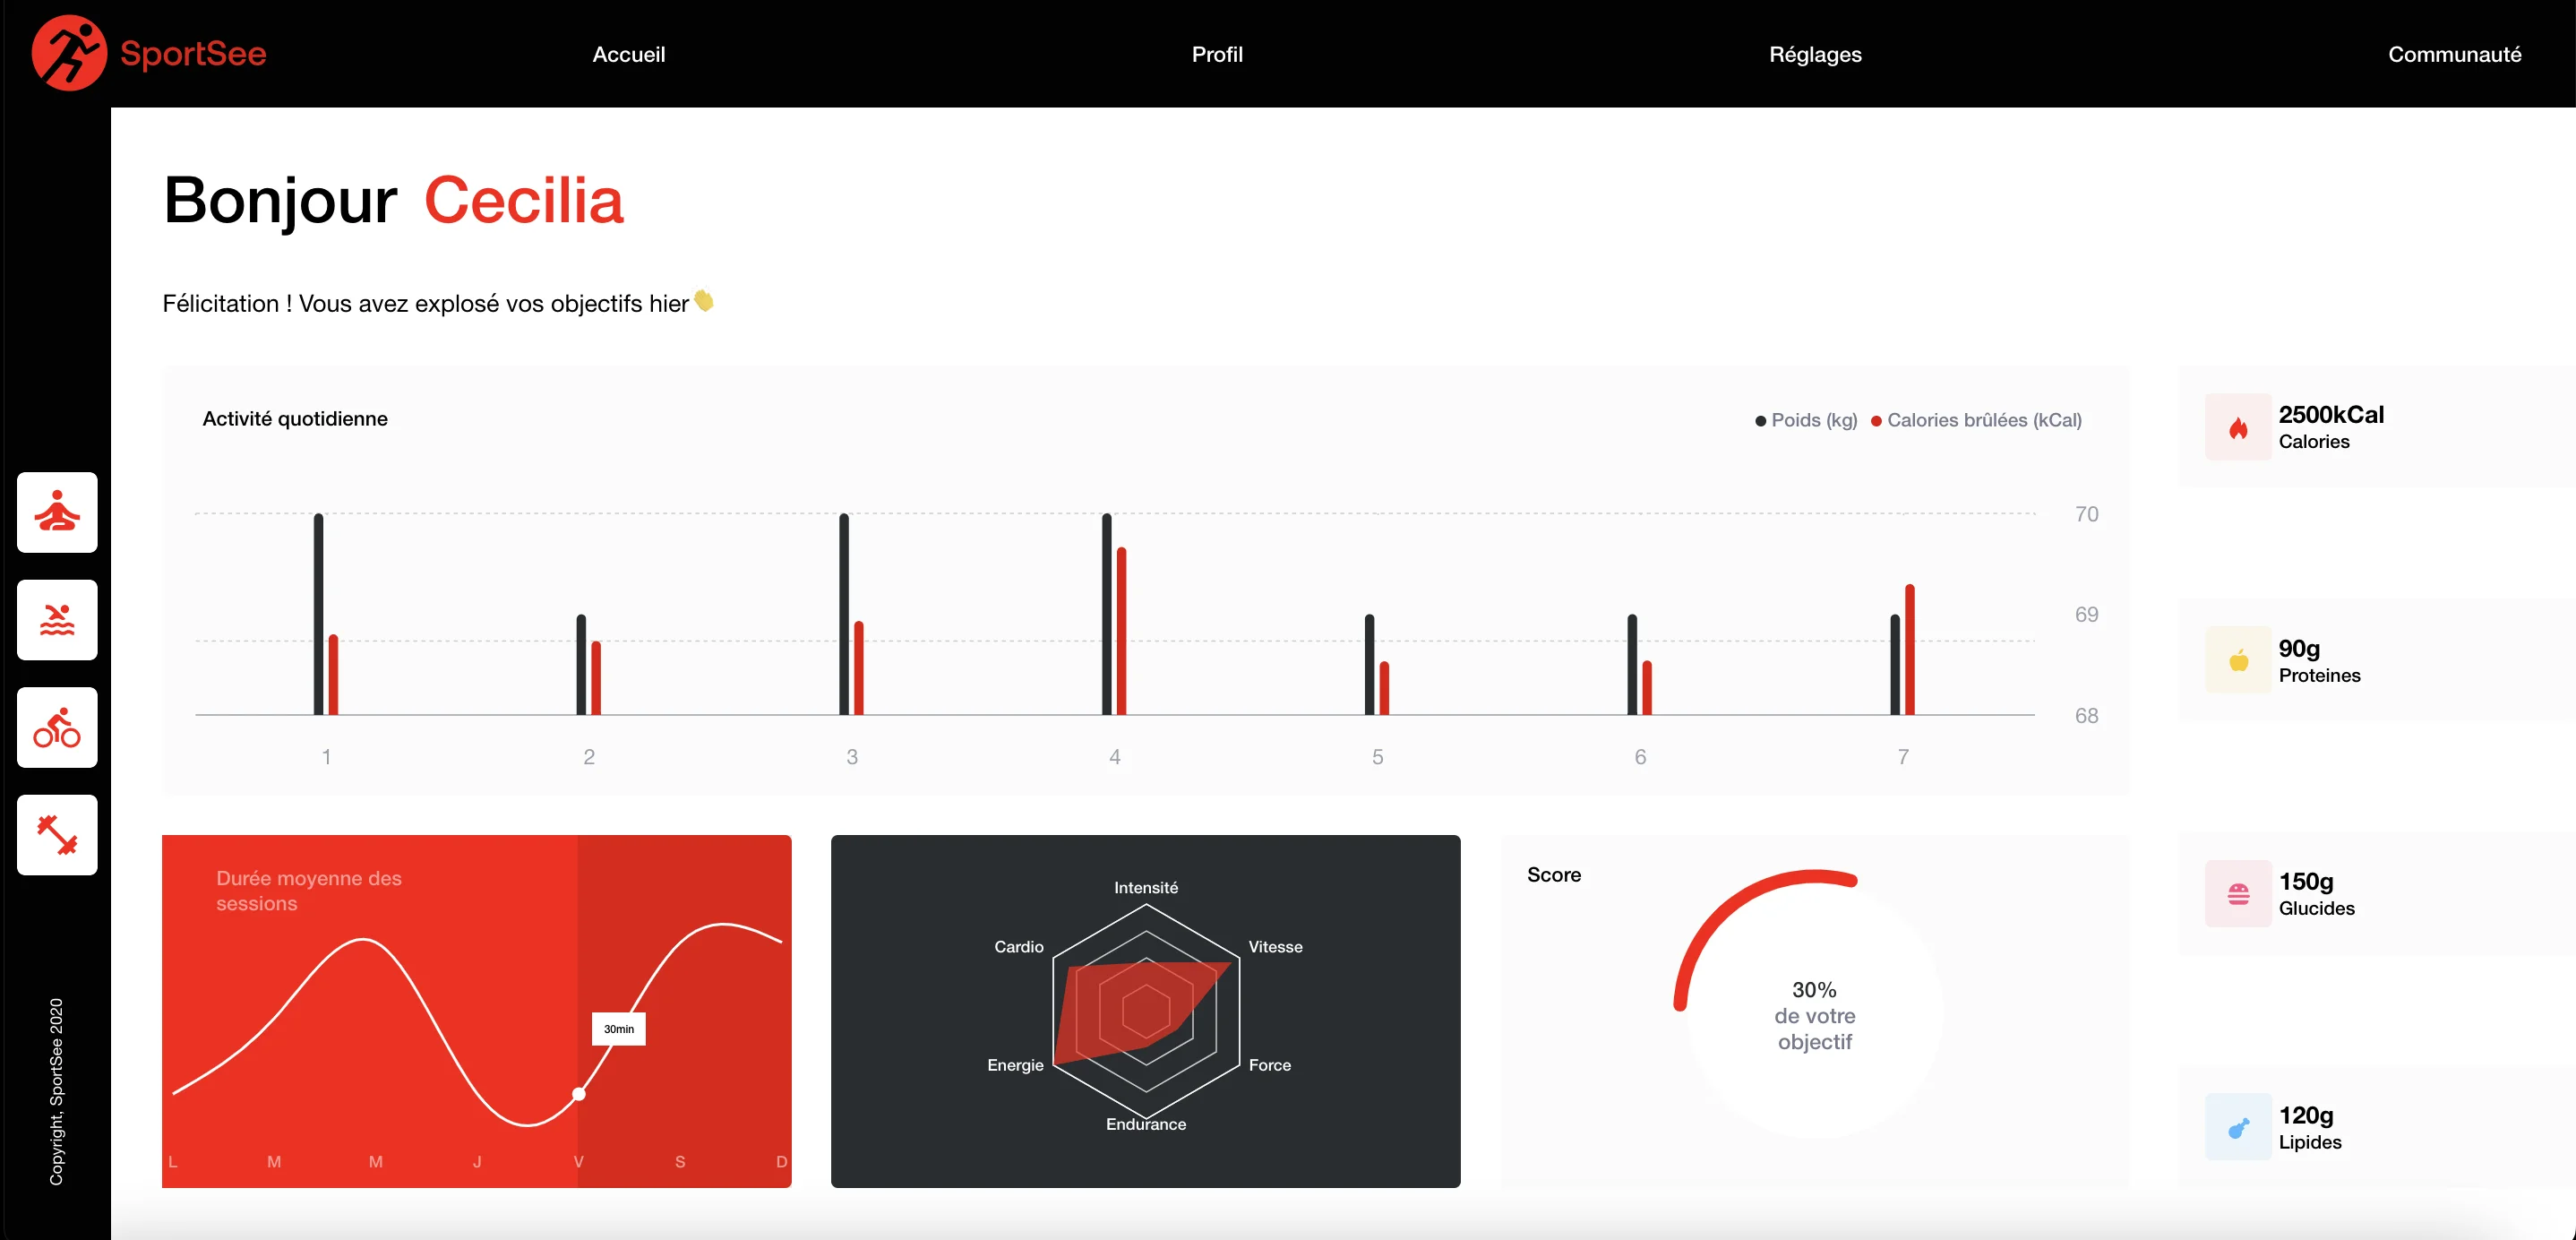 SportSee
Accueil
Profil
Réglages
Communauté
Bonjour Cecilia
Félicitation ! Vous avez explosé vos objectifs hier
Activité quotidienne
Poids (kg)
Calories brûlées (kCal)
70
69
68
1
2
3
4
5
6
7
2500kCal
Calories
90g
Proteines
150g
Glucides
120g
Lipides
Durée moyenne des
sessions
30min
L
M
M
J
V
S
D
Intensité
Vitesse
Force
Endurance
Energie
Cardio
Score
30%
de votre
objectif
Copyright, SportSee 2020